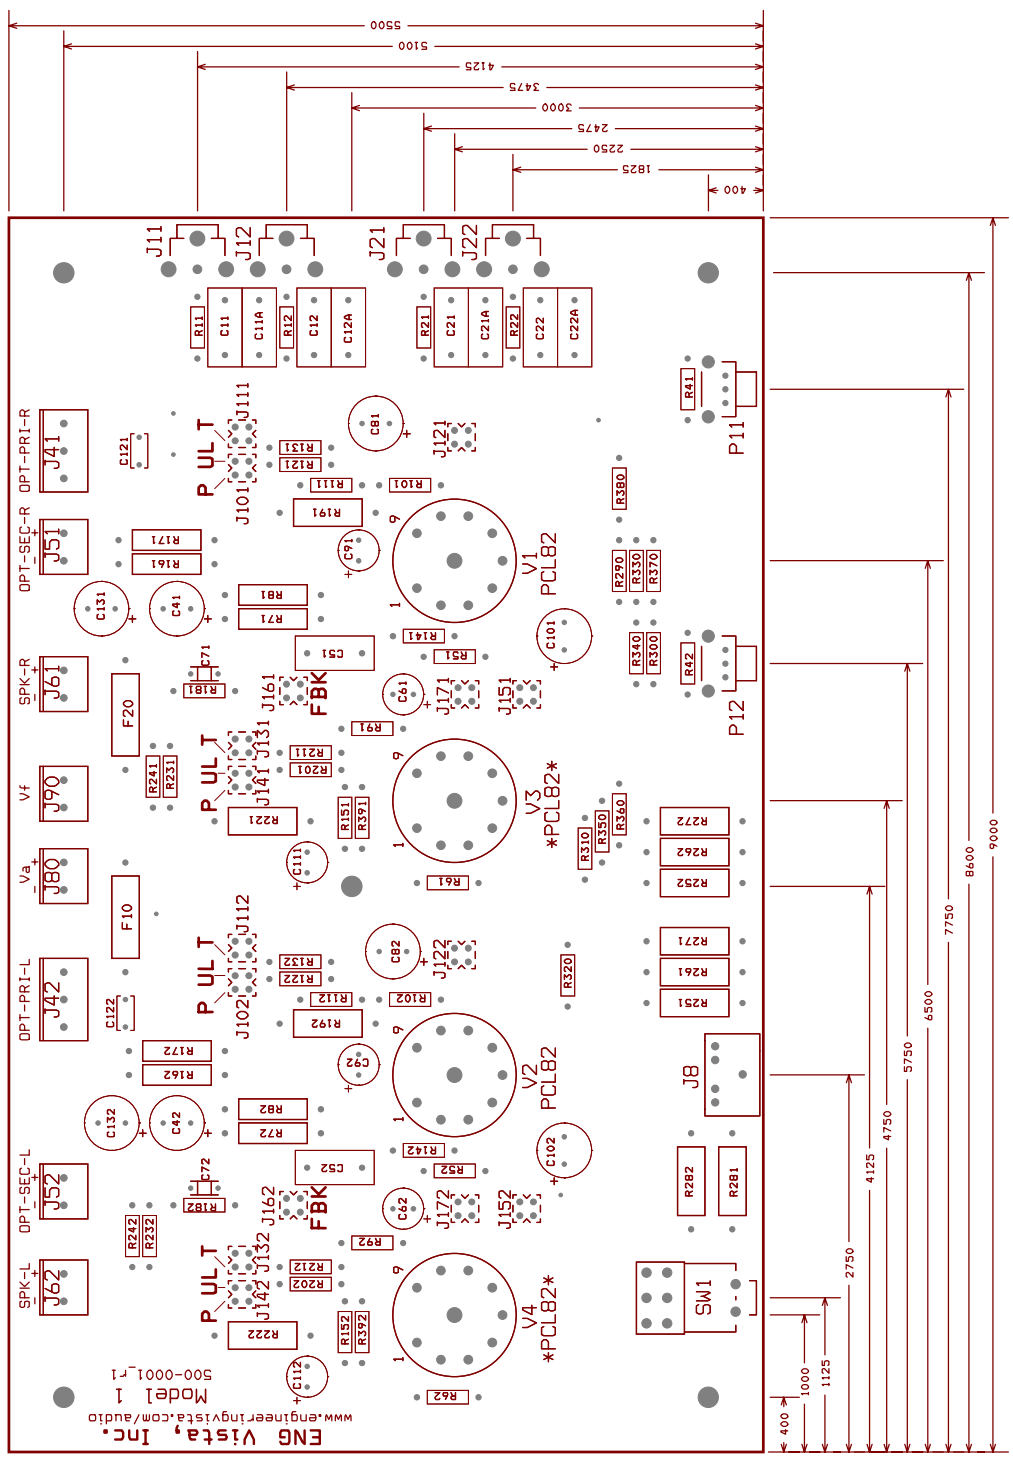 5500
5100
4125
3475
3000
2475
2250
1825
400
J11
J12
J21
J22
R11
C11
C11A
R12
C12
C12A
R21
C21
C21A
R22
C22
C22A
R41
P11
OPT-PRI-R
J41
C121
P UL T
J111
J101
C81
+
J121
R131
R121
R111
R101
R191
R380
OPT-SEC-R
- +
J51
R171
R161
C91
+
9
1
V1
PCL82
R290
R330
R370
C131
+
C41
+
R81
R71
R141
R51
C51
C101
+
R340
R300
R42
P12
SPK-R
- +
J61
C71
R181
J161
FBK
C61
+
J171
J151
F20
R241
R231
P UL T
J131
J141
R91
R211
R201
R221
R151
R391
9
1
V3
*PCL82*
R310
R350
R360
R272
R262
R252
Vf
J90
Va
- +
J80
C111
+
R61
F10
P UL T
J112
J102
C82
+
J122
R132
R122
R112
R102
R192
R320
R271
R261
R251
OPT-PRI-L
J42
C122
R172
R162
C92
+
9
1
V2
PCL82
J8
C132
+
C42
+
R82
R72
R142
R52
C52
C102
+
R282
R281
OPT-SEC-L
- +
J52
C72
R182
J162
FBK
C62
+
J172
J152
R242
R232
SPK-L
- +
J62
P UL T
J132
J142
R92
R212
R202
R222
R152
R392
9
1
V4
*PCL82*
SW1
C112
+
R62
500-0001_r1
Model 1
www.engineeringvista.com/audio
ENG Vista, Inc.
400
1000
1125
2750
4125
4750
5750
6500
7750
8600
9000